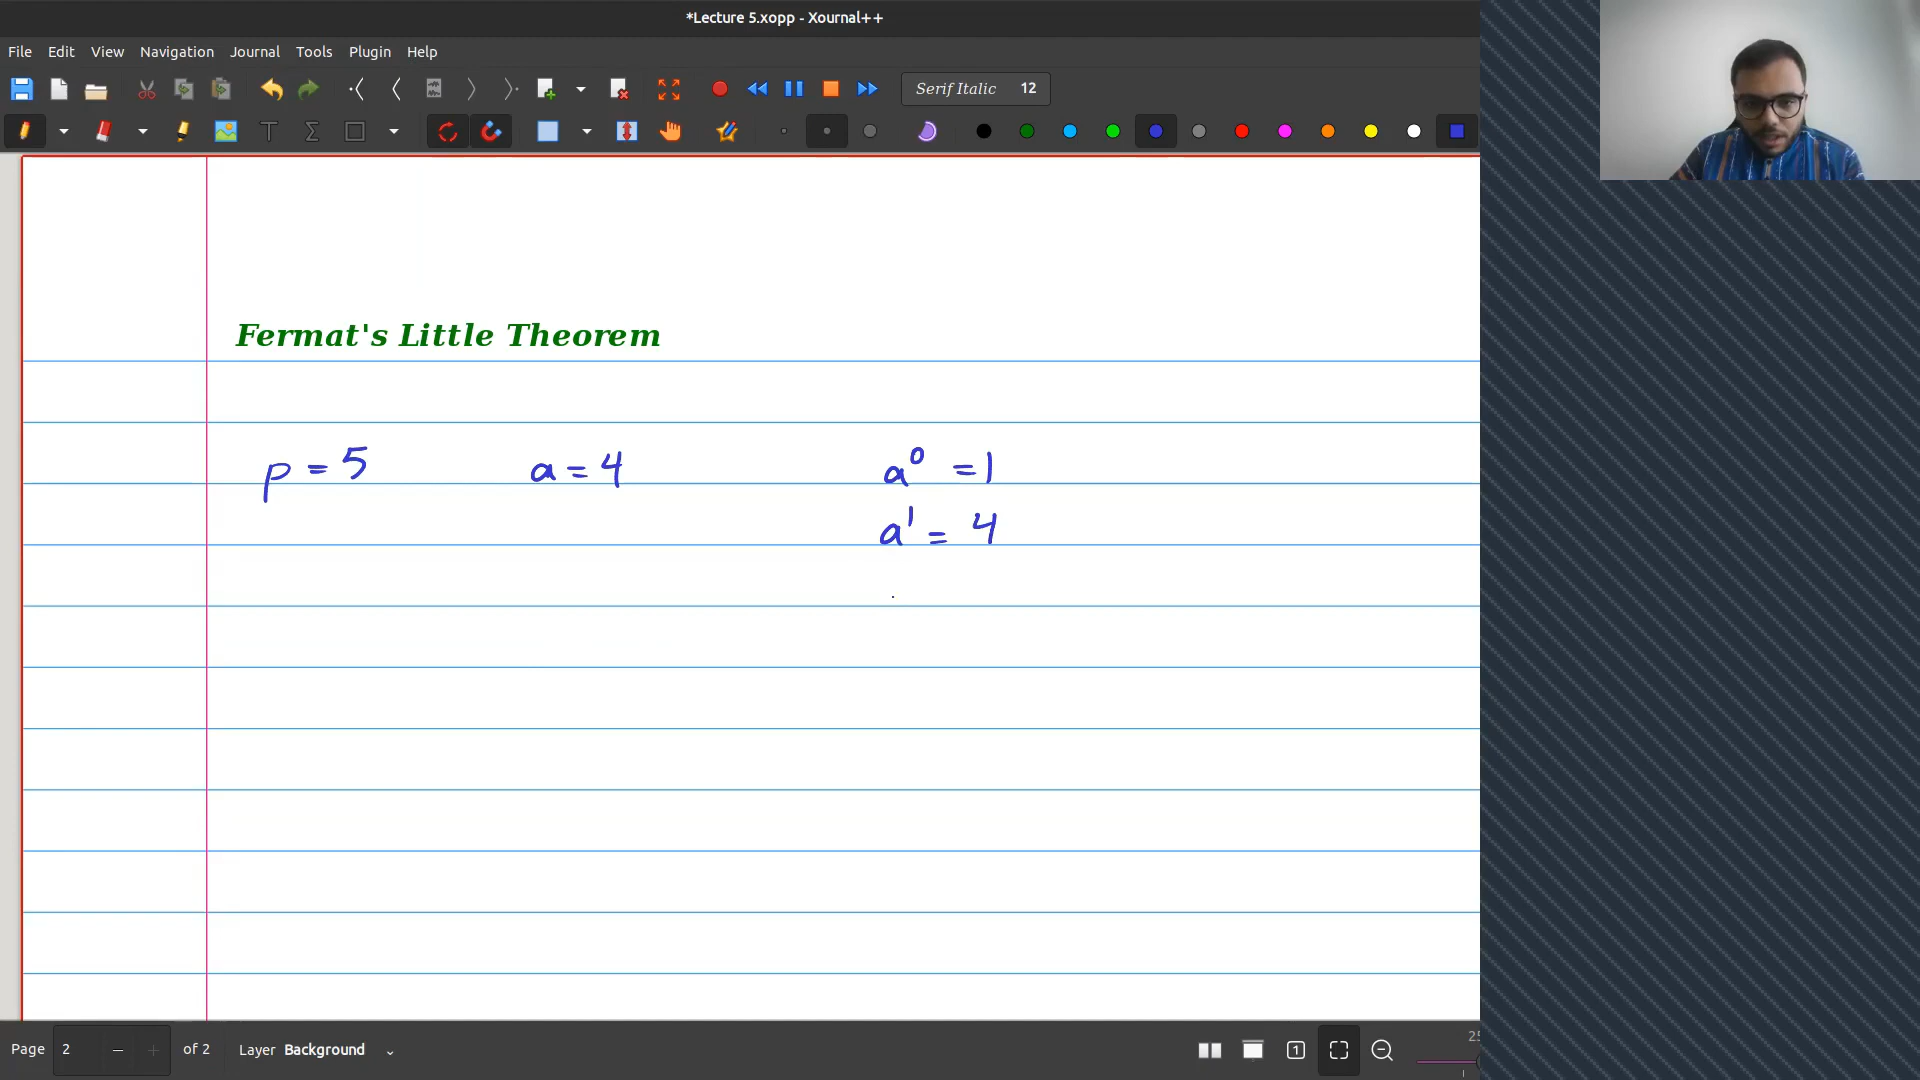 *Lecture 5.xopp - Xournal++
File Edit View Navigation Journal Tools Plugin Help
Serif Italic 12
Fermat's Little Theorem
p = 5 a = 4 a⁰ = 1
a¹ = 4
Page 2 of 2 Layer Background